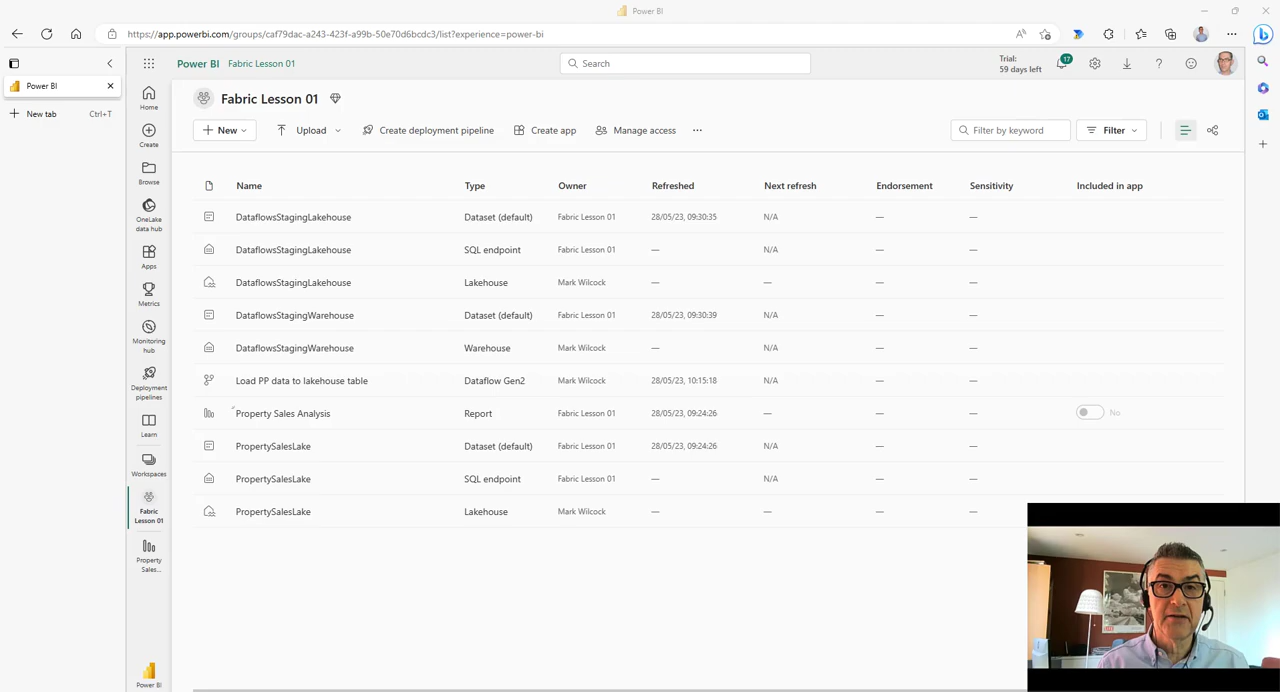 Power BI
https://app.powerbi.com/groups/caf79dac-a243-423f-a99b-50e70d6bcdc3/list?experience=power-bi
Power BI
New tab Ctrl+T
Power BI Fabric Lesson 01
Search
Trial:
59 days left
17
Home
Create
Browse
OneLake
data hub
Apps
Metrics
Monitoring
hub
Deployment
pipelines
Learn
Workspaces
Fabric
Lesson 01
Property
Sales...
Power BI
Fabric Lesson 01
New Upload Create deployment pipeline Create app Manage access ... Filter by keyword Filter
Name Type Owner Refreshed Next refresh Endorsement Sensitivity Included in app
DataflowsStagingLakehouse Dataset (default) Fabric Lesson 01 28/05/23, 09:30:35 N/A — —
DataflowsStagingLakehouse SQL endpoint Fabric Lesson 01 — N/A — —
DataflowsStagingLakehouse Lakehouse Mark Wilcock — — — —
DataflowsStagingWarehouse Dataset (default) Fabric Lesson 01 28/05/23, 09:30:39 N/A — —
DataflowsStagingWarehouse Warehouse Mark Wilcock — N/A — —
Load PP data to lakehouse table Dataflow Gen2 Mark Wilcock 28/05/23, 10:15:18 N/A — —
Property Sales Analysis Report Fabric Lesson 01 28/05/23, 09:24:26 — — — No
PropertySalesLake Dataset (default) Fabric Lesson 01 28/05/23, 09:24:26 N/A — —
PropertySalesLake SQL endpoint Fabric Lesson 01 — N/A — —
PropertySalesLake Lakehouse Mark Wilcock — — — —